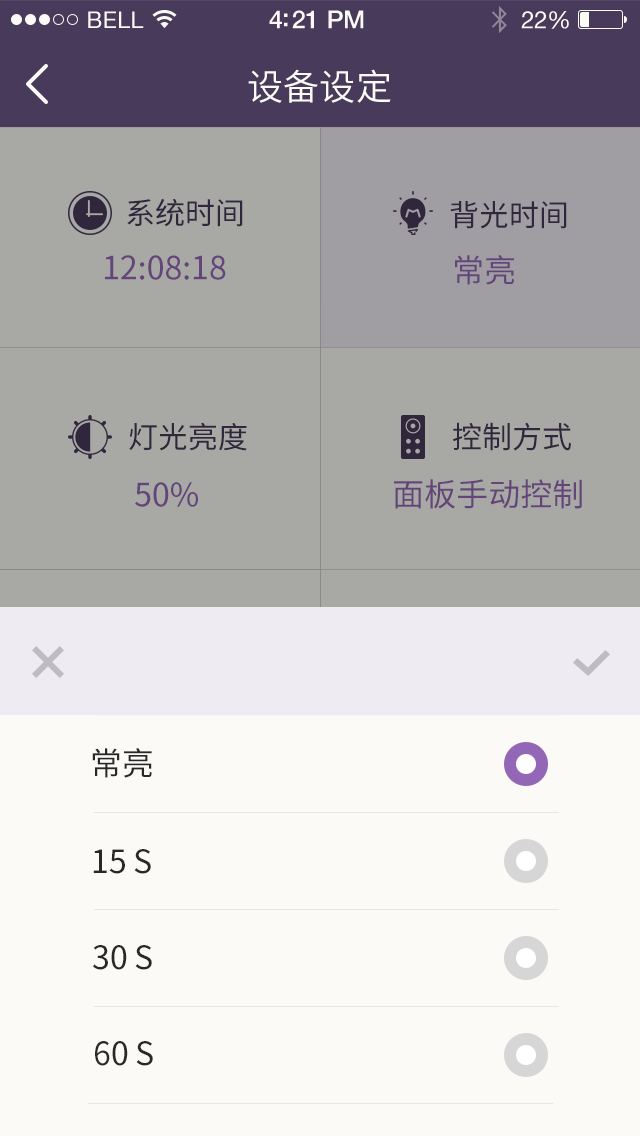 BELL 4:21 PM 22%
设备设定
系统时间 背光时间
12:08:18 常亮
灯光亮度 控制方式
50% 面板手动控制
常亮
15 S
30 S
60 S